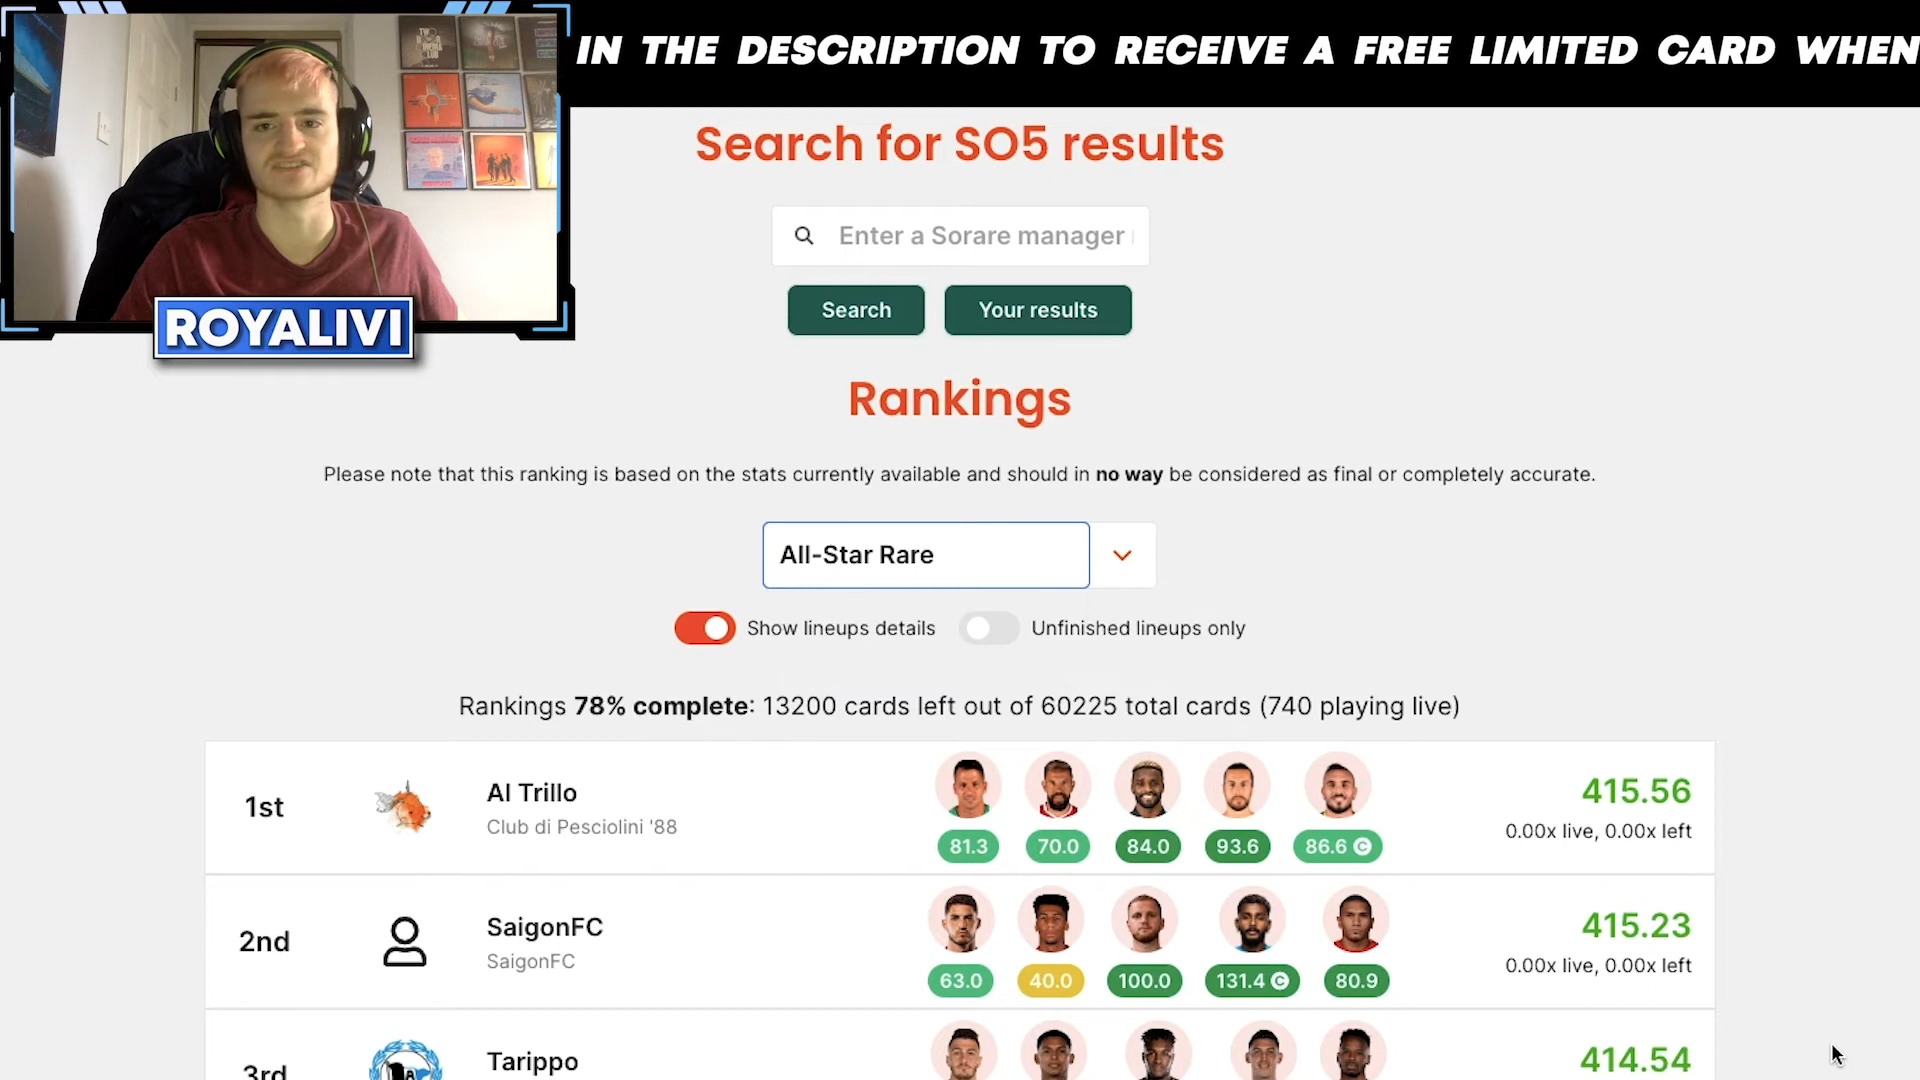 IN THE DESCRIPTION TO RECEIVE A FREE LIMITED CARD WHEN
ROYALIVI
Search for SO5 results
Enter a Sorare manager
Search
Your results
Rankings
Please note that this ranking is based on the stats currently available and should in no way be considered as final or completely accurate.
All-Star Rare
Show lineups details
Unfinished lineups only
Rankings 78% complete: 13200 cards left out of 60225 total cards (740 playing live)
1st
Al Trillo
Club di Pesciolini '88
81.3 70.0 84.0 93.6 86.6 C
415.56
0.00x live, 0.00x left
2nd
SaigonFC
SaigonFC
63.0 40.0 100.0 131.4 C 80.9
415.23
0.00x live, 0.00x left
3rd
Tarippo
414.54